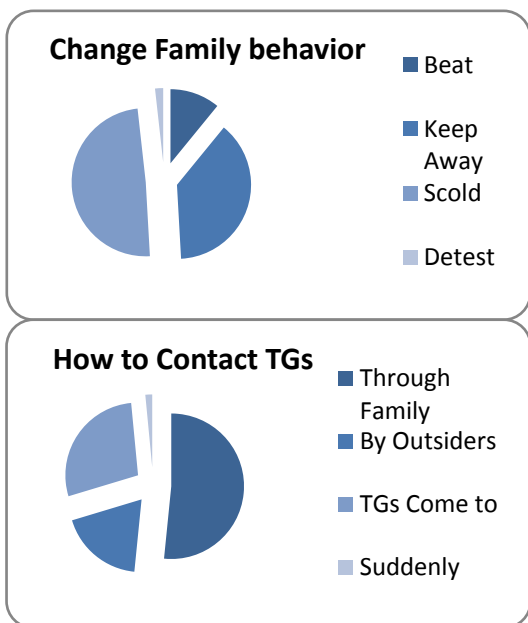 Change Family behavior
Beat
Keep
Away
Scold
Detest
How to Contact TGs
Through
Family
By Outsiders
TGs Come to
Suddenly